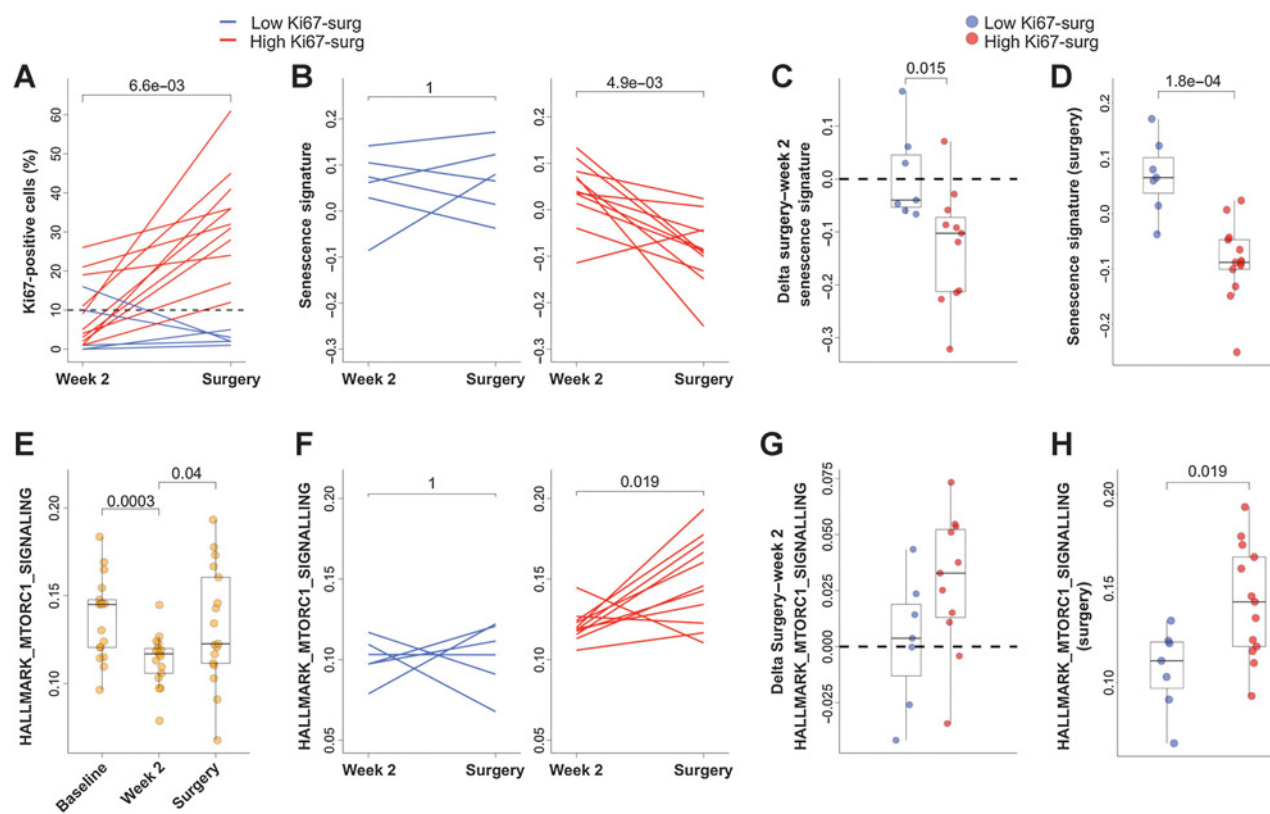 Low Ki67-surg
High Ki67-surg
Low Ki67-surg
High Ki67-surg
A
6.6e−03
Ki67-positive cells (%)
60
50
40
30
20
10
0
Week 2
Surgery
B
1
Senescence signature
0.2
0.1
0.0
−0.1
−0.2
−0.3
Week 2
Surgery
4.9e−03
0.2
0.1
0.0
−0.1
0.2
−0.3
Week 2
Surgery
C
0.015
Delta surgery−week 2
senescence signature
0.1
0.0
−0.1
−0.2
−0.3
D
1.8e−04
Senescence signature (surgery)
0.2
0.0
−0.1
−0.2
E
0.0003
0.04
HALLMARK_MTORC1_SIGNALING
0.20
0.15
0.10
Baseline
Week 2
Surgery
F
1
HALLMARK_MTORC1_SIGNALLING
0.20
0.15
0.10
0.05
Week 2
Surgery
0.019
0.20
0.15
0.10
0.05
Week 2
Surgery
G
Delta Surgery−week 2
HALLMARK_MTORC1_SIGNALLING
0.075
0.050
0.025
0.000
−0.025
H
0.019
HALLMARK_MTORC1_SIGNALLING
(surgery)
0.20
0.15
0.10